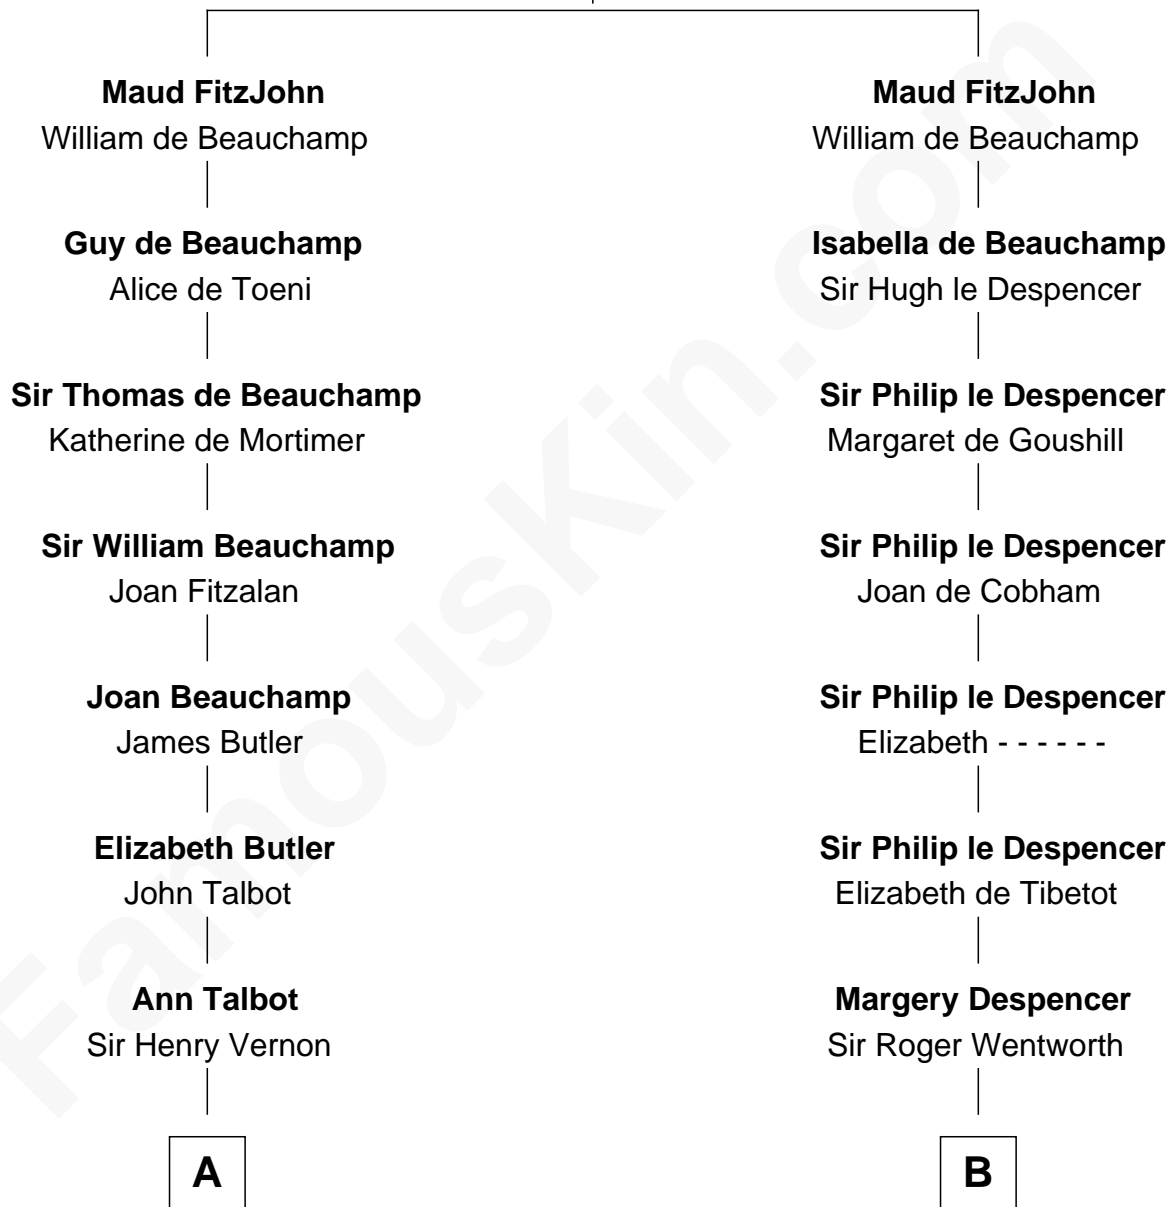 Maud FitzJohn
William de Beauchamp
Guy de Beauchamp
Alice de Toeni
Sir Thomas de Beauchamp
Katherine de Mortimer
Sir William Beauchamp
Joan Fitzalan
Joan Beauchamp
James Butler
Elizabeth Butler
John Talbot
Ann Talbot
Sir Henry Vernon
A
Maud FitzJohn
William de Beauchamp
Isabella de Beauchamp
Sir Hugh le Despencer
Sir Philip le Despencer
Margaret de Goushill
Sir Philip le Despencer
Joan de Cobham
Sir Philip le Despencer
Elizabeth - - - - - -
Sir Philip le Despencer
Elizabeth de Tibetot
Margery Despencer
Sir Roger Wentworth
B
FamousKin.com